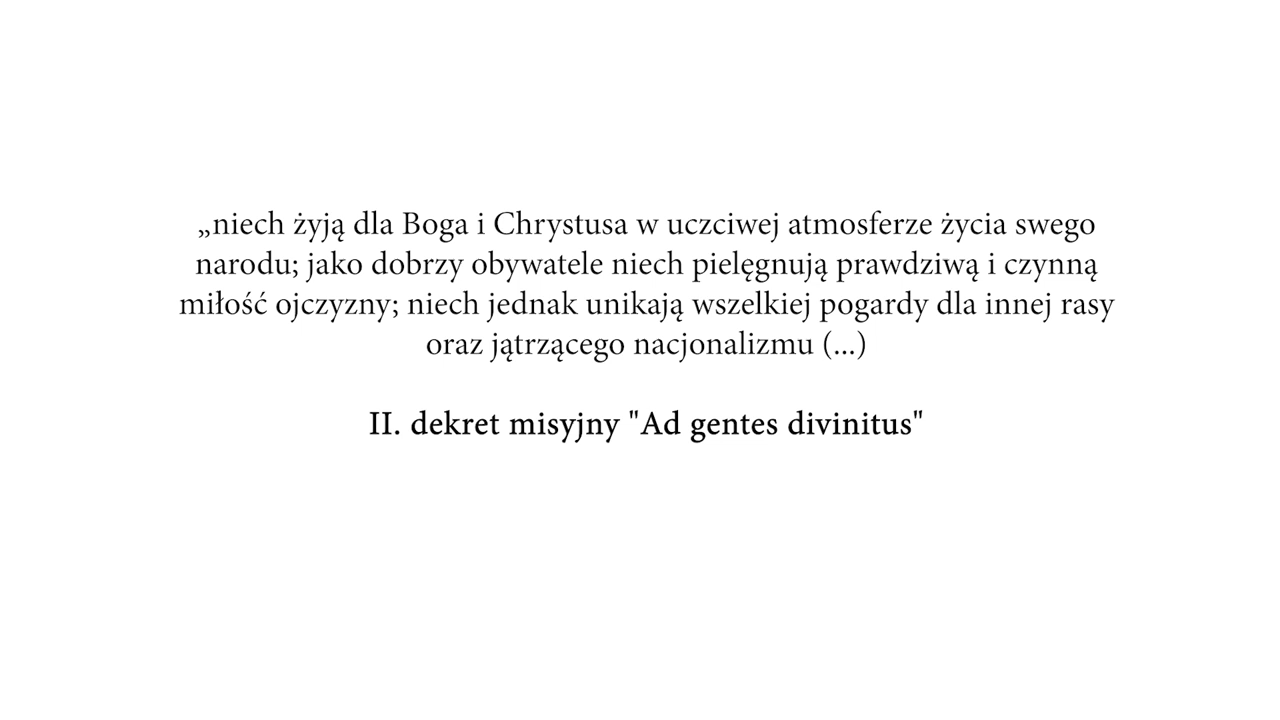 „niech żyją dla Boga i Chrystusa w uczciwej atmosferze życia swego
narodu; jako dobrzy obywatele niech pielęgnują prawdziwą i czynną
miłość ojczyzny; niech jednak unikają wszelkiej pogardy dla innej rasy
oraz jątrzącego nacjonalizmu (...)
II. dekret misyjny "Ad gentes divinitus"